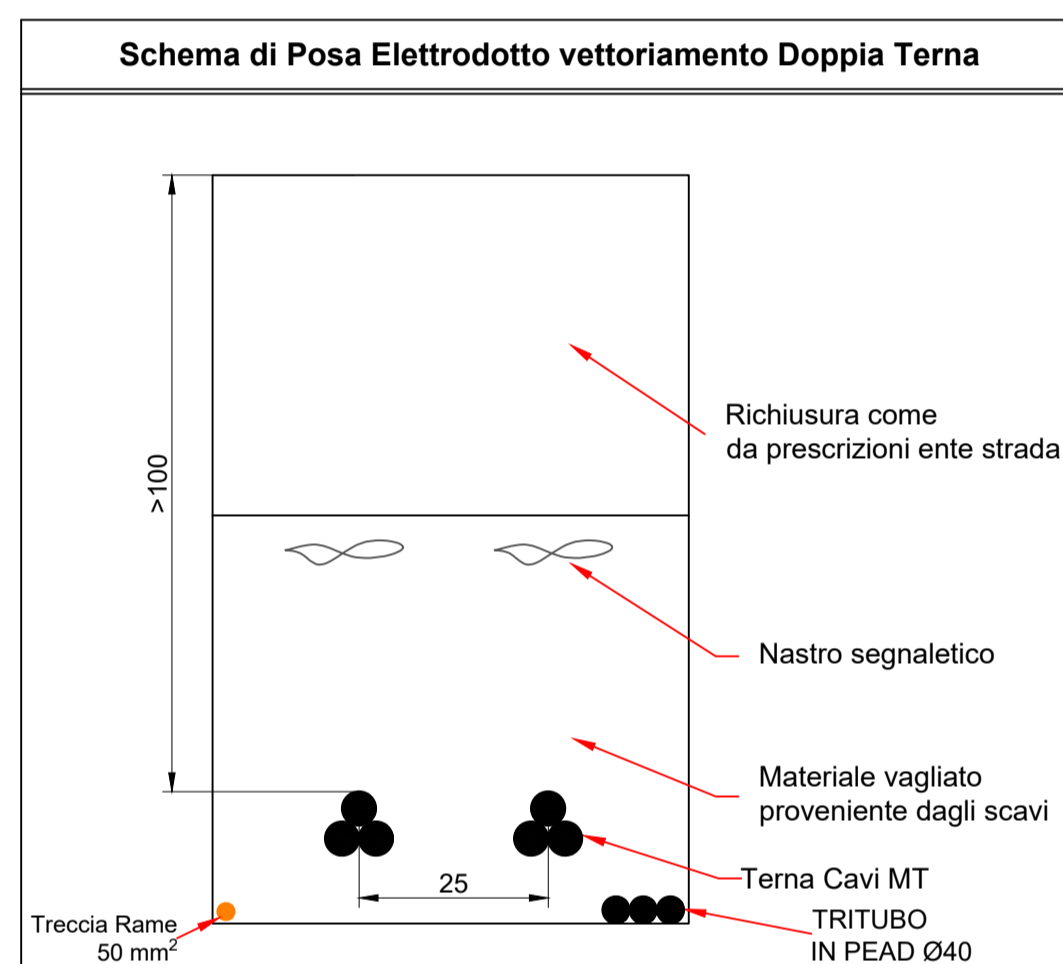 Schema di Posa Elettrodotto vettoriamento Doppia Terna
>100
Richiusura come
da prescrizioni ente strada
Nastro segnaletico
Materiale vagliato
proveniente dagli scavi
Terna Cavi MT
25
TRITUBO
IN PEAD Ø40
Treccia Rame
50 mm²